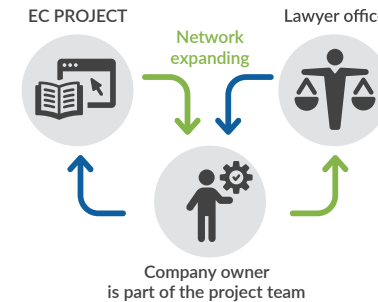 EC PROJECT
Lawyer offic
Network
expanding
Company owner
is part of the project team